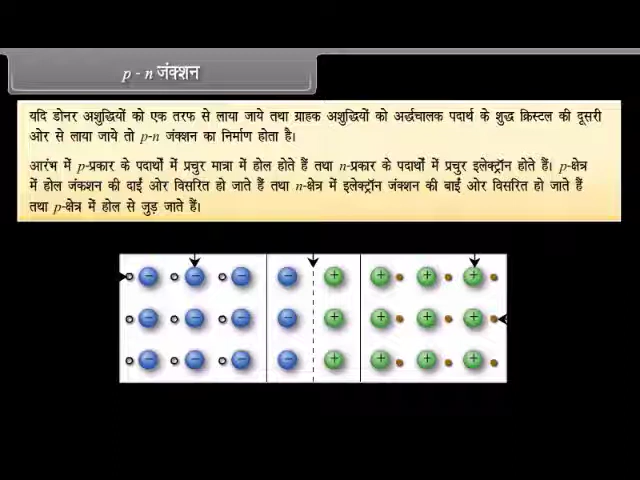 p - n जंक्शन
यदि डोनर अशुद्धियों को एक तरफ से लाया जाये तथा ग्राहक अशुद्धियों को अर्द्धचालक पदार्थ के शुद्ध क्रिस्टल की दूसरी
ओर से लाया जाये तो p-n जंक्शन का निर्माण होता है।
आरंभ में p-प्रकार के पदार्थों में प्रचुर मात्रा में होल होते हैं तथा n-प्रकार के पदार्थों में प्रचुर इलेक्ट्रॉन होते हैं। p-क्षेत्र
में होल जंकशन की दाईं ओर विसरित हो जाते हैं तथा n-क्षेत्र में इलेक्ट्रॉन जंक्शन की बाईं ओर विसरित हो जाते हैं
तथा p-क्षेत्र में होल से जुड़ जाते हैं।
− − − − + + + +
− − − − + + + +
− − − − + + + +